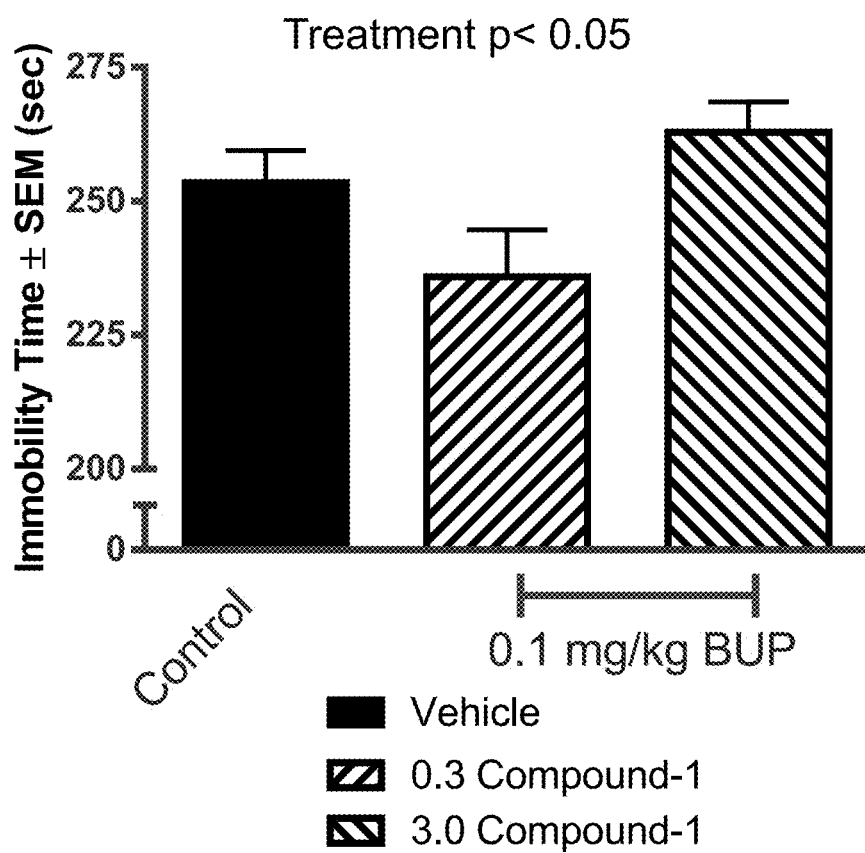 Treatment p< 0.05
Immobility Time ± SEM (sec)
275
250
225
200
0
Control
0.1 mg/kg BUP
Vehicle
0.3 Compound-1
3.0 Compound-1